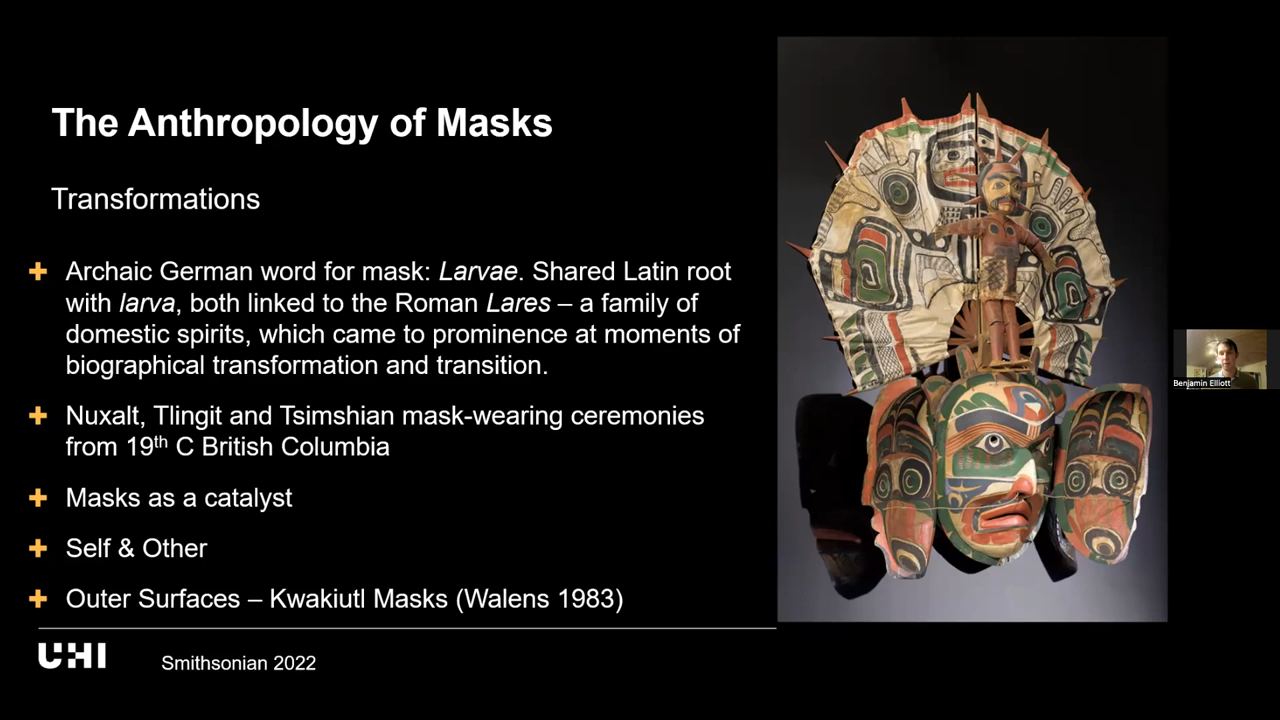 The Anthropology of Masks
Transformations
Archaic German word for mask: Larvae. Shared Latin root
with larva, both linked to the Roman Lares – a family of
domestic spirits, which came to prominence at moments of
biographical transformation and transition.
Nuxalt, Tlingit and Tsimshian mask-wearing ceremonies
from 19th C British Columbia
Masks as a catalyst
Self & Other
Outer Surfaces – Kwakiutl Masks (Walens 1983)
UHI
Smithsonian 2022
Benjamin Elliott